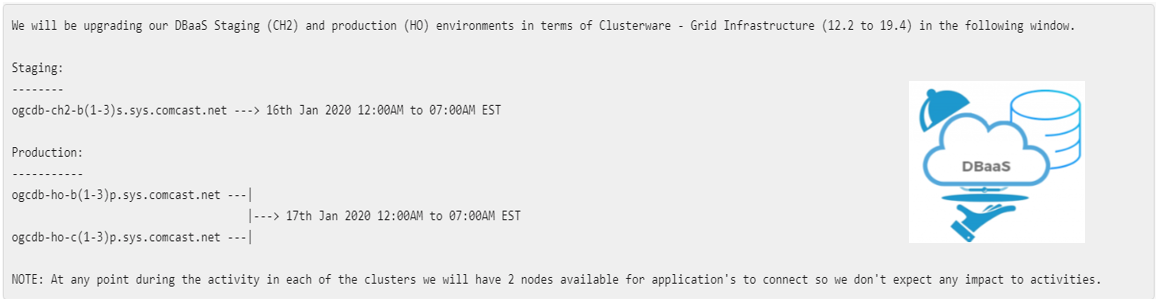 We will be upgrading our DBaaS Staging (CH2) and production (HO) environments in terms of Clusterware - Grid Infrastructure (12.2 to 19.4) in the following window.
Staging:
--------
ogcdb-ch2-b(1-3)s.sys.comcast.net ---> 16th Jan 2020 12:00AM to 07:00AM EST
Production:
-----------
ogcdb-ho-b(1-3)p.sys.comcast.net ---|
|---> 17th Jan 2020 12:00AM to 07:00AM EST
ogcdb-ho-c(1-3)p.sys.comcast.net ---|
DBaaS
NOTE: At any point during the activity in each of the clusters we will have 2 nodes available for application's to connect so we don't expect any impact to activities.